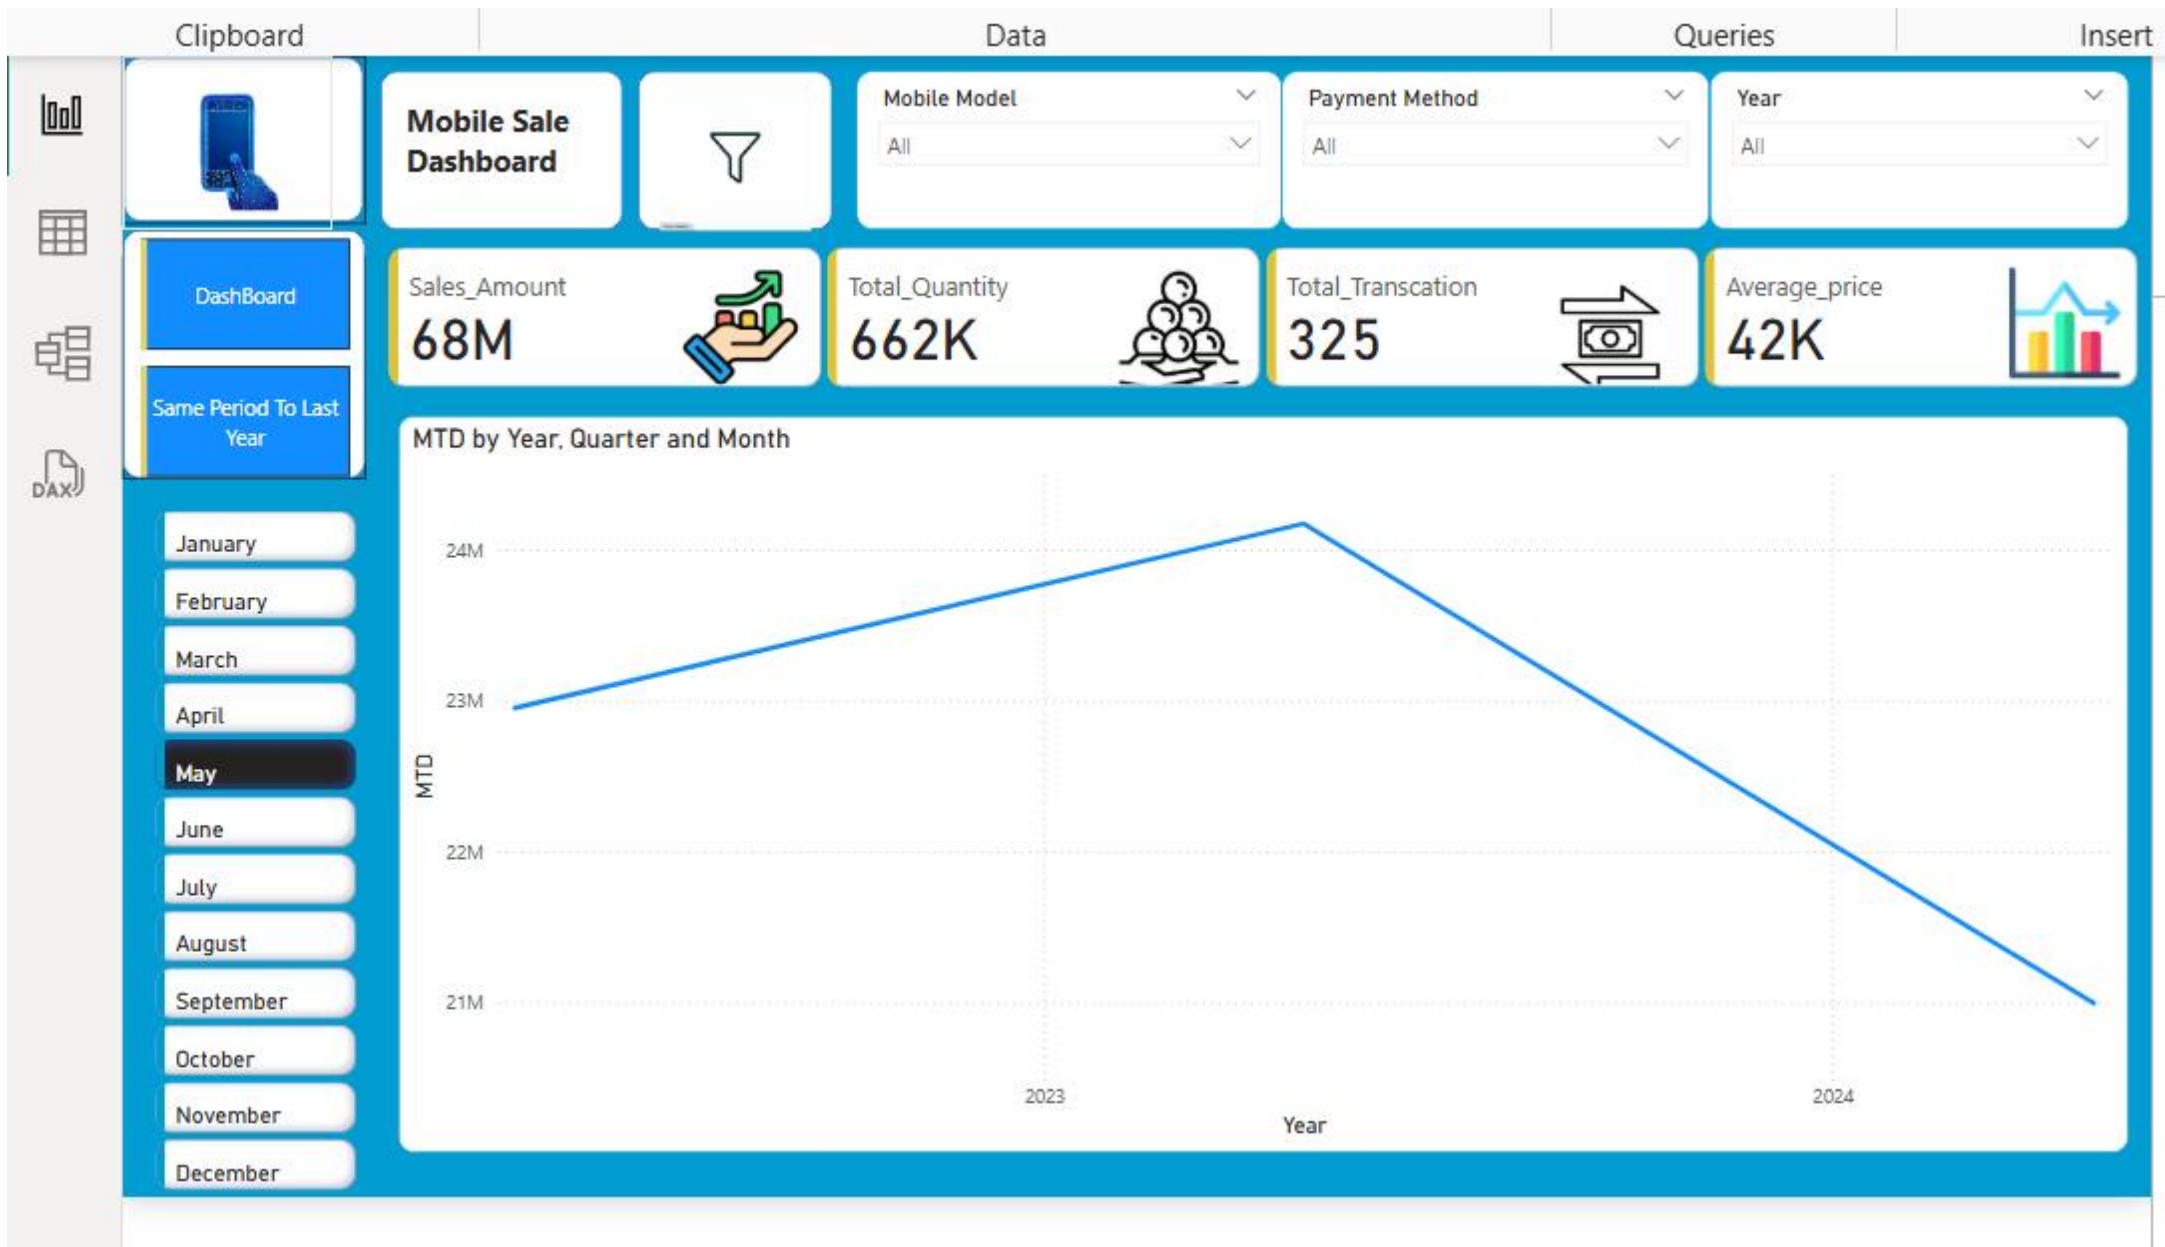 Clipboard
Data
Queries
Insert
Mobile Sale
Dashboard
Mobile Model
All
Payment Method
All
Year
All
DashBoard
Same Period To Last
Year
Sales_Amount
68M
Total_Quantity
662K
Total_Transcation
325
Average_price
42K
DAX
January
February
March
April
May
June
July
August
September
October
November
December
MTD by Year, Quarter and Month
24M
23M
22M
21M
MTD
2023
2024
Year